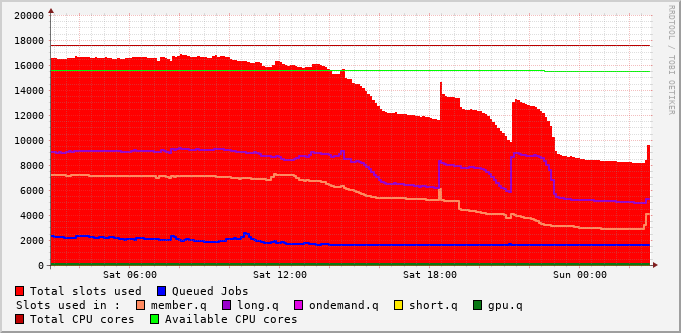 20000
18000
16000
14000
12000
10000
8000
6000
4000
2000
0
Sat 06:00 Sat 12:00 Sat 18:00 Sun 00:00
RRDTOOL / TOBI OETIKER
Total slots used Queued Jobs
Slots used in : member.q long.q ondemand.q short.q gpu.q
Total CPU cores Available CPU cores